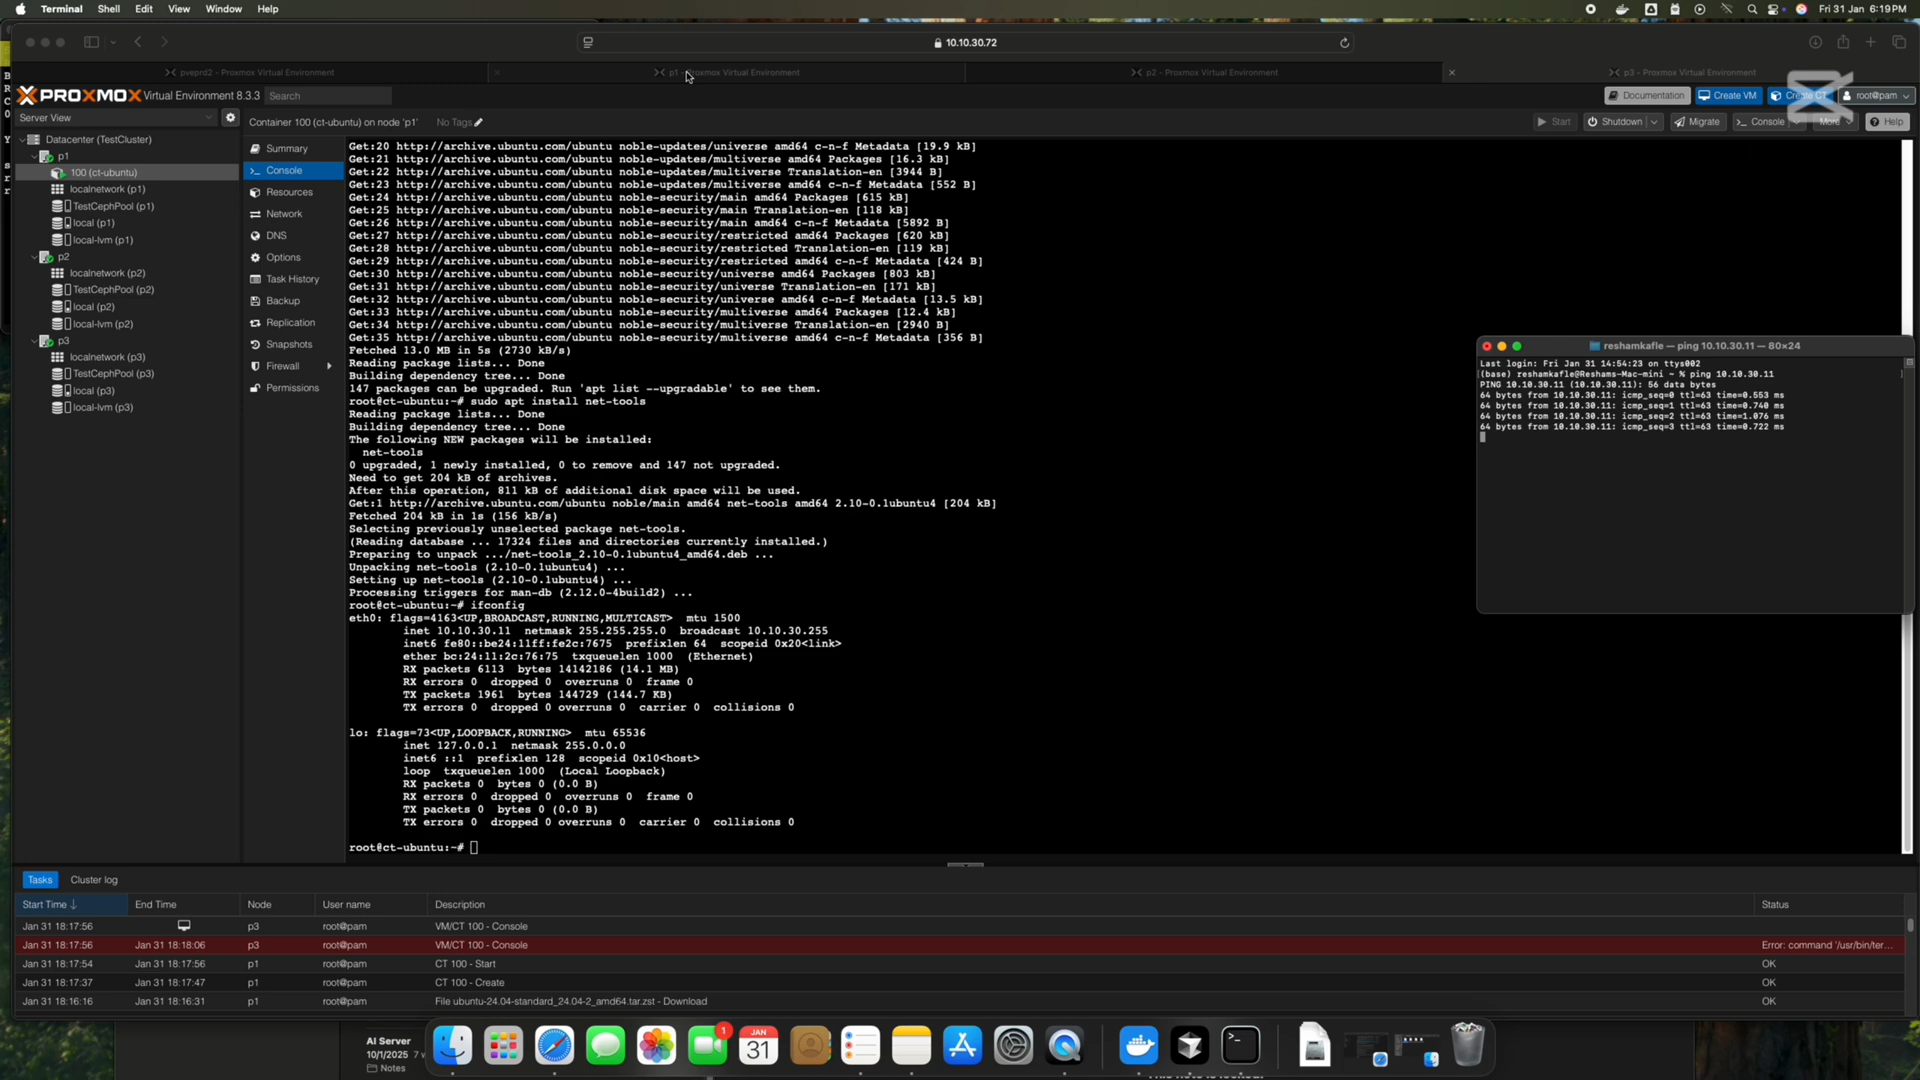 Terminal Shell Edit View Window Help
Fri 31 Jan 6:19 PM
10.10.30.72
pveprd2 - Proxmox Virtual Environment
p1 - Proxmox Virtual Environment
p2 - Proxmox Virtual Environment
p3 - Proxmox Virtual Environment
PROXMOX Virtual Environment 8.3.3 Search
Documentation Create VM Create CT root@pam
Server View
Container 100 (ct-ubuntu) on node 'p1' No Tags
Start Shutdown Migrate Console More Help
Datacenter (TestCluster)
p1
100 (ct-ubuntu)
localnetwork (p1)
TestCephPool (p1)
local (p1)
local-lvm (p1)
p2
localnetwork (p2)
TestCephPool (p2)
local (p2)
local-lvm (p2)
p3
localnetwork (p3)
TestCephPool (p3)
local (p3)
local-lvm (p3)
Summary
Console
Resources
Network
DNS
Options
Task History
Backup
Replication
Snapshots
Firewall
Permissions
Get:20 http://archive.ubuntu.com/ubuntu noble-updates/universe amd64 c-n-f Metadata [19.9 kB]
Get:21 http://archive.ubuntu.com/ubuntu noble-updates/multiverse amd64 Packages [16.3 kB]
Get:22 http://archive.ubuntu.com/ubuntu noble-updates/multiverse Translation-en [3944 B]
Get:23 http://archive.ubuntu.com/ubuntu noble-updates/multiverse amd64 c-n-f Metadata [552 B]
Get:24 http://archive.ubuntu.com/ubuntu noble-security/main amd64 Packages [615 kB]
Get:25 http://archive.ubuntu.com/ubuntu noble-security/main Translation-en [118 kB]
Get:26 http://archive.ubuntu.com/ubuntu noble-security/main amd64 c-n-f Metadata [5892 B]
Get:27 http://archive.ubuntu.com/ubuntu noble-security/restricted amd64 Packages [620 kB]
Get:28 http://archive.ubuntu.com/ubuntu noble-security/restricted Translation-en [119 kB]
Get:29 http://archive.ubuntu.com/ubuntu noble-security/restricted amd64 c-n-f Metadata [424 B]
Get:30 http://archive.ubuntu.com/ubuntu noble-security/universe amd64 Packages [803 kB]
Get:31 http://archive.ubuntu.com/ubuntu noble-security/universe Translation-en [171 kB]
Get:32 http://archive.ubuntu.com/ubuntu noble-security/universe amd64 c-n-f Metadata [13.5 kB]
Get:33 http://archive.ubuntu.com/ubuntu noble-security/multiverse amd64 Packages [12.4 kB]
Get:34 http://archive.ubuntu.com/ubuntu noble-security/multiverse Translation-en [2940 B]
Get:35 http://archive.ubuntu.com/ubuntu noble-security/multiverse amd64 c-n-f Metadata [356 B]
Fetched 13.0 MB in 5s (2730 kB/s)
Reading package lists... Done
Building dependency tree... Done
147 packages can be upgraded. Run 'apt list --upgradable' to see them.
root@ct-ubuntu:~# sudo apt install net-tools
Reading package lists... Done
Building dependency tree... Done
The following NEW packages will be installed:
net-tools
0 upgraded, 1 newly installed, 0 to remove and 147 not upgraded.
Need to get 204 kB of archives.
After this operation, 811 kB of additional disk space will be used.
Get:1 http://archive.ubuntu.com/ubuntu noble/main amd64 net-tools amd64 2.10-0.1ubuntu4 [204 kB]
Fetched 204 kB in 1s (156 kB/s)
Selecting previously unselected package net-tools.
(Reading database ... 17324 files and directories currently installed.)
Preparing to unpack .../net-tools_2.10-0.1ubuntu4_amd64.deb ...
Unpacking net-tools (2.10-0.1ubuntu4) ...
Setting up net-tools (2.10-0.1ubuntu4) ...
Processing triggers for man-db (2.12.0-4build2) ...
root@ct-ubuntu:~# ifconfig
eth0: flags=4163<UP,BROADCAST,RUNNING,MULTICAST> mtu 1500
inet 10.10.30.11 netmask 255.255.255.0 broadcast 10.10.30.255
inet6 fe80::be24:11ff:fe2c:7675 prefixlen 64 scopeid 0x20<link>
ether bc:24:11:2c:76:75 txqueuelen 1000 (Ethernet)
RX packets 6113 bytes 14142186 (14.1 MB)
RX errors 0 dropped 0 overruns 0 frame 0
TX packets 1961 bytes 144729 (144.7 KB)
TX errors 0 dropped 0 overruns 0 carrier 0 collisions 0
lo: flags=73<UP,LOOPBACK,RUNNING> mtu 65536
inet 127.0.0.1 netmask 255.0.0.0
inet6 ::1 prefixlen 128 scopeid 0x10<host>
loop txqueuelen 1000 (Local Loopback)
RX packets 0 bytes 0 (0.0 B)
RX errors 0 dropped 0 overruns 0 frame 0
TX packets 0 bytes 0 (0.0 B)
TX errors 0 dropped 0 overruns 0 carrier 0 collisions 0
root@ct-ubuntu:~#
reshamkafle — ping 10.10.30.11 — 80×24
Last login: Fri Jan 31 14:54:23 on ttys002
(base) reshamkafle@Reshams-Mac-mini ~ % ping 10.10.30.11
PING 10.10.30.11 (10.10.30.11): 56 data bytes
64 bytes from 10.10.30.11: icmp_seq=0 ttl=63 time=0.553 ms
64 bytes from 10.10.30.11: icmp_seq=1 ttl=63 time=0.740 ms
64 bytes from 10.10.30.11: icmp_seq=2 ttl=63 time=1.076 ms
64 bytes from 10.10.30.11: icmp_seq=3 ttl=63 time=0.722 ms
Tasks Cluster log
Start Time End Time Node User name Description Status
Jan 31 18:17:56 p3 root@pam VM/CT 100 - Console
Jan 31 18:17:56 Jan 31 18:18:06 p3 root@pam VM/CT 100 - Console Error: command '/usr/bin/ter...
Jan 31 18:17:54 Jan 31 18:17:56 p1 root@pam CT 100 - Start OK
Jan 31 18:17:37 Jan 31 18:17:47 p1 root@pam CT 100 - Create OK
Jan 31 18:16:16 Jan 31 18:16:31 p1 root@pam File ubuntu-24.04-standard_24.04-2_amd64.tar.zst - Download OK
AI Server
10/1/2025
Notes
1
JAN
31